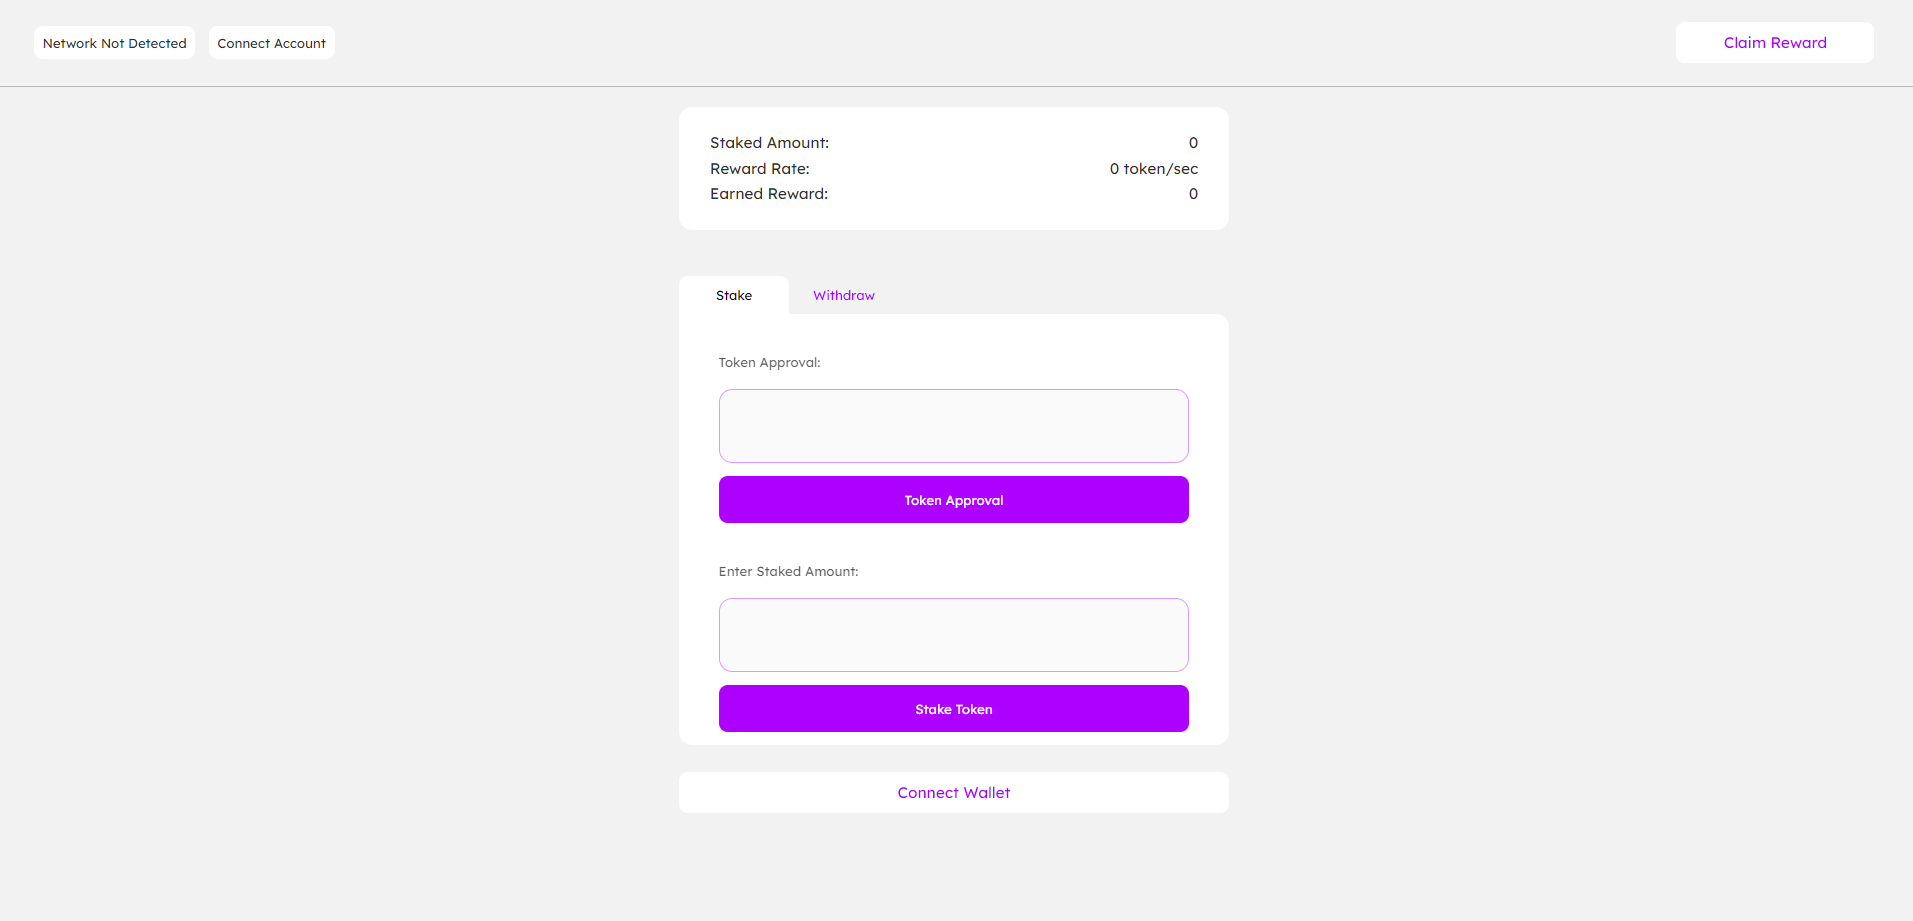 Network Not Detected
Connect Account
Claim Reward
Staked Amount: 0
Reward Rate: 0 token/sec
Earned Reward: 0
Stake
Withdraw
Token Approval:
Token Approval
Enter Staked Amount:
Stake Token
Connect Wallet